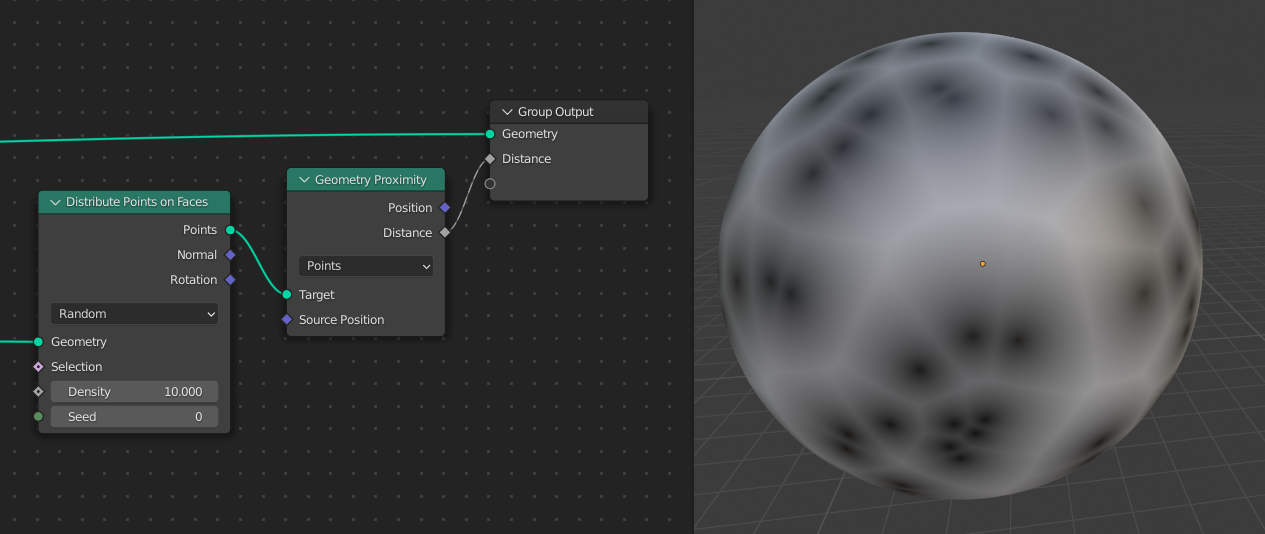 Group Output
Geometry
Distance
Geometry Proximity
Position
Distance
Points
Target
Source Position
Distribute Points on Faces
Points
Normal
Rotation
Random
Geometry
Selection
Density 10.000
Seed 0